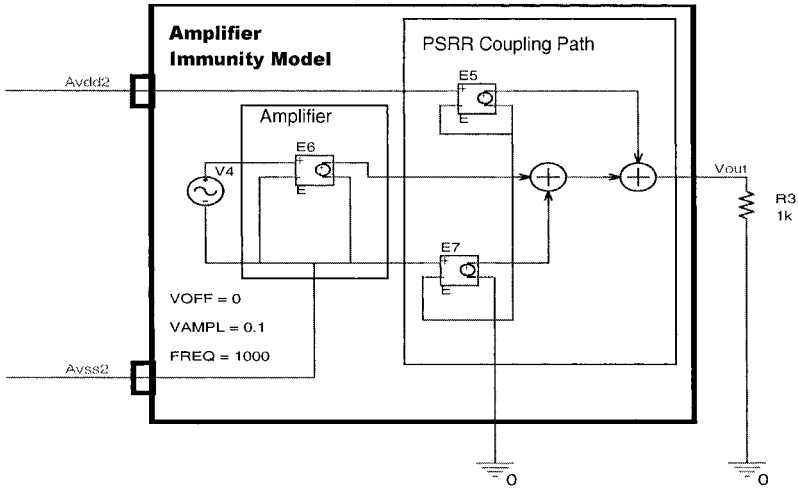 Amplifier
Immunity Model
PSRR Coupling Path
Avdd2
E5
+
-
E
Amplifier
E6
+
-
E
V4
+
-
Vout
R3
1k
E7
+
-
E
VOFF = 0
VAMPL = 0.1
FREQ = 1000
Avss2
0
0